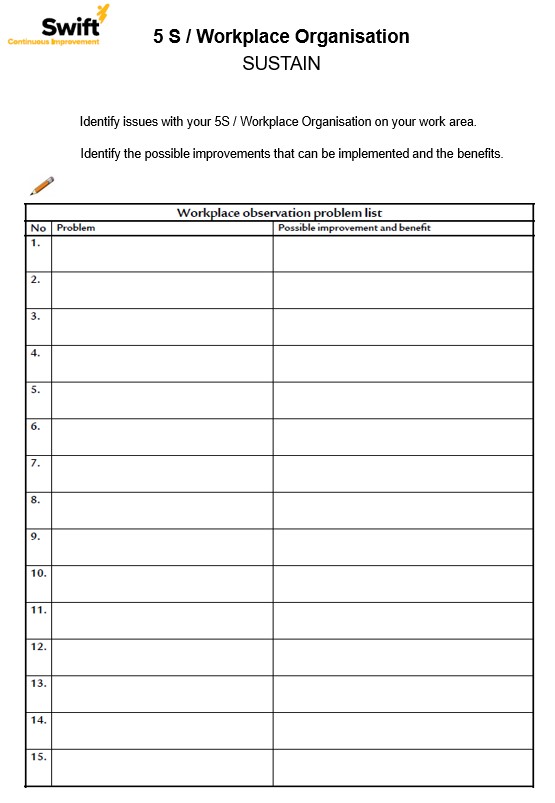 Swift
Continuous Improvement
5 S / Workplace Organisation
SUSTAIN
Identify issues with your 5S / Workplace Organisation on your work area.
Identify the possible improvements that can be implemented and the benefits.
Workplace observation problem list
No Problem Possible improvement and benefit
1.
2.
3.
4.
5.
6.
7.
8.
9.
10.
11.
12.
13.
14.
15.